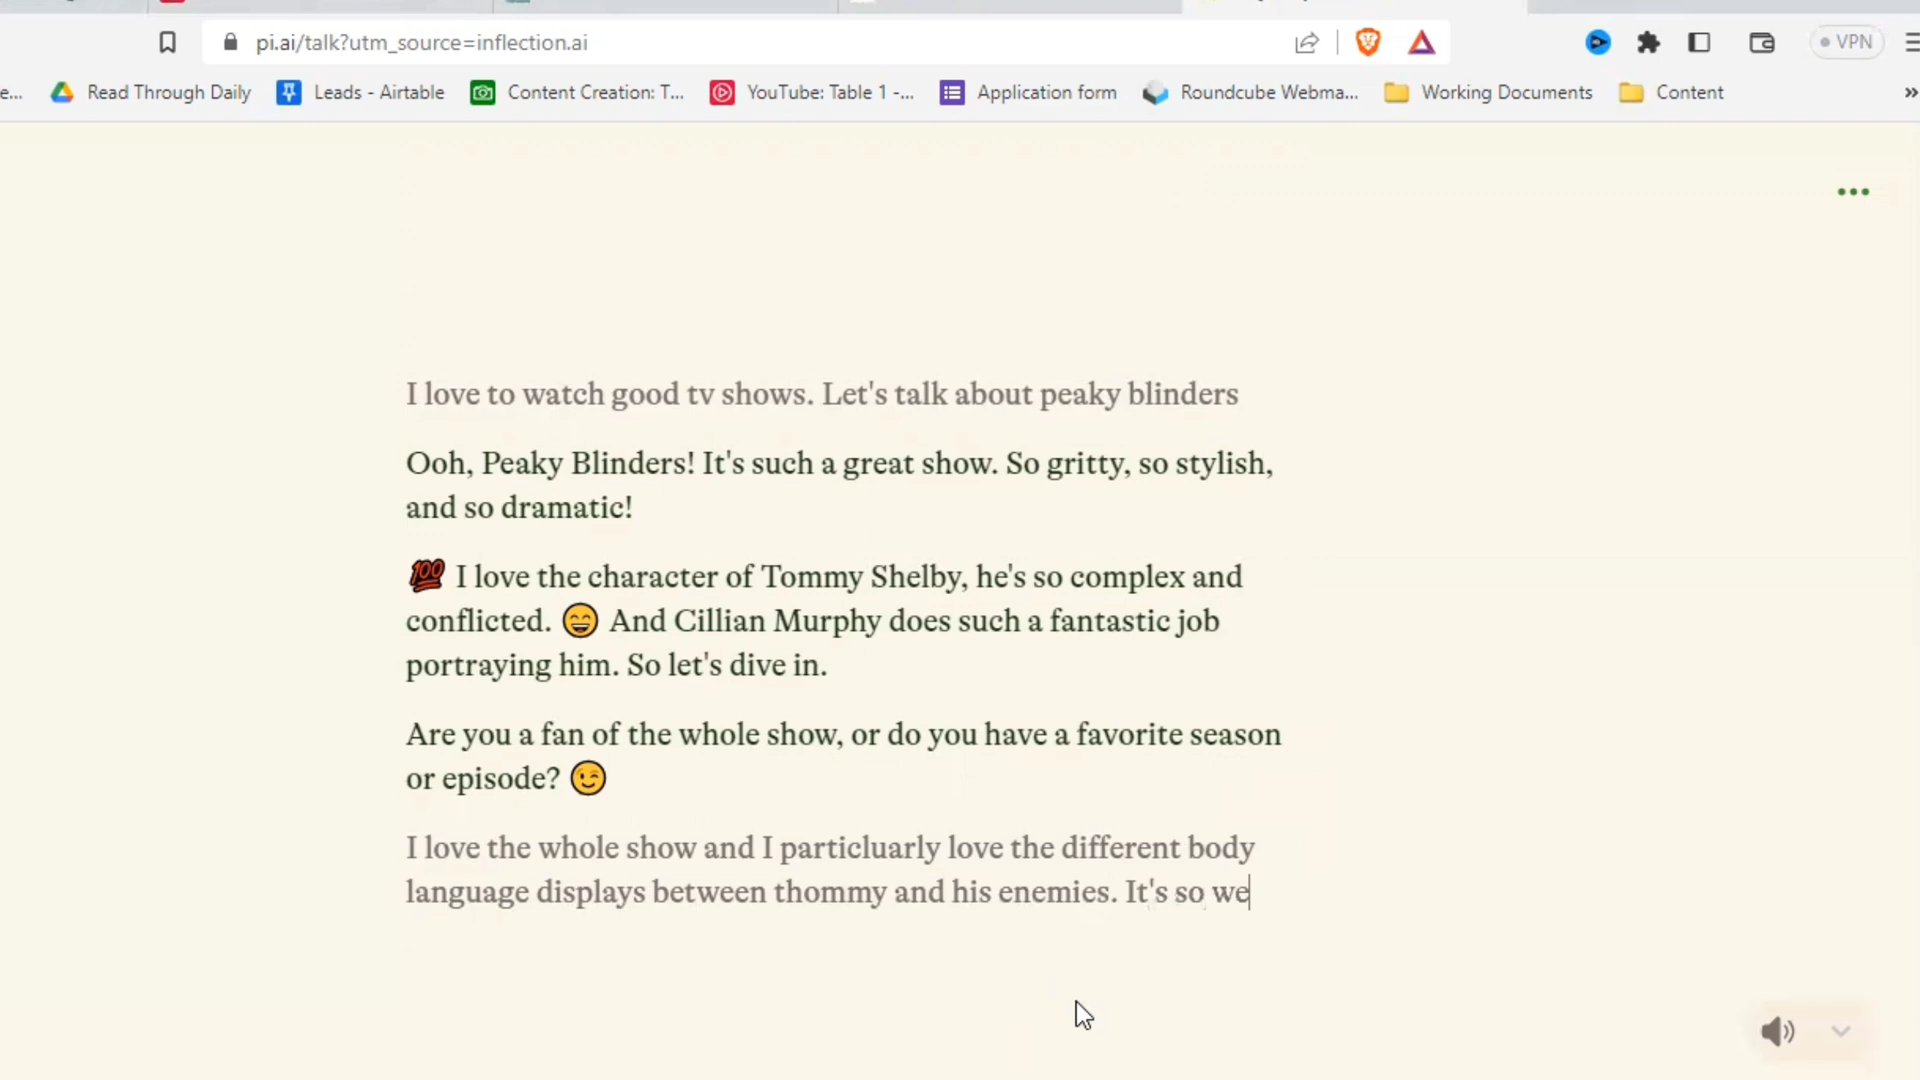 pi.ai/talk?utm_source=inflection.ai
VPN
e... Read Through Daily Leads - Airtable Content Creation: T... YouTube: Table 1 -... Application form Roundcube Webma... Working Documents Content »
I love to watch good tv shows. Let's talk about peaky blinders
Ooh, Peaky Blinders! It's such a great show. So gritty, so stylish,
and so dramatic!
💯 I love the character of Tommy Shelby, he's so complex and
conflicted. 😄 And Cillian Murphy does such a fantastic job
portraying him. So let's dive in.
Are you a fan of the whole show, or do you have a favorite season
or episode? 😉
I love the whole show and I particluarly love the different body
language displays between thommy and his enemies. It's so we